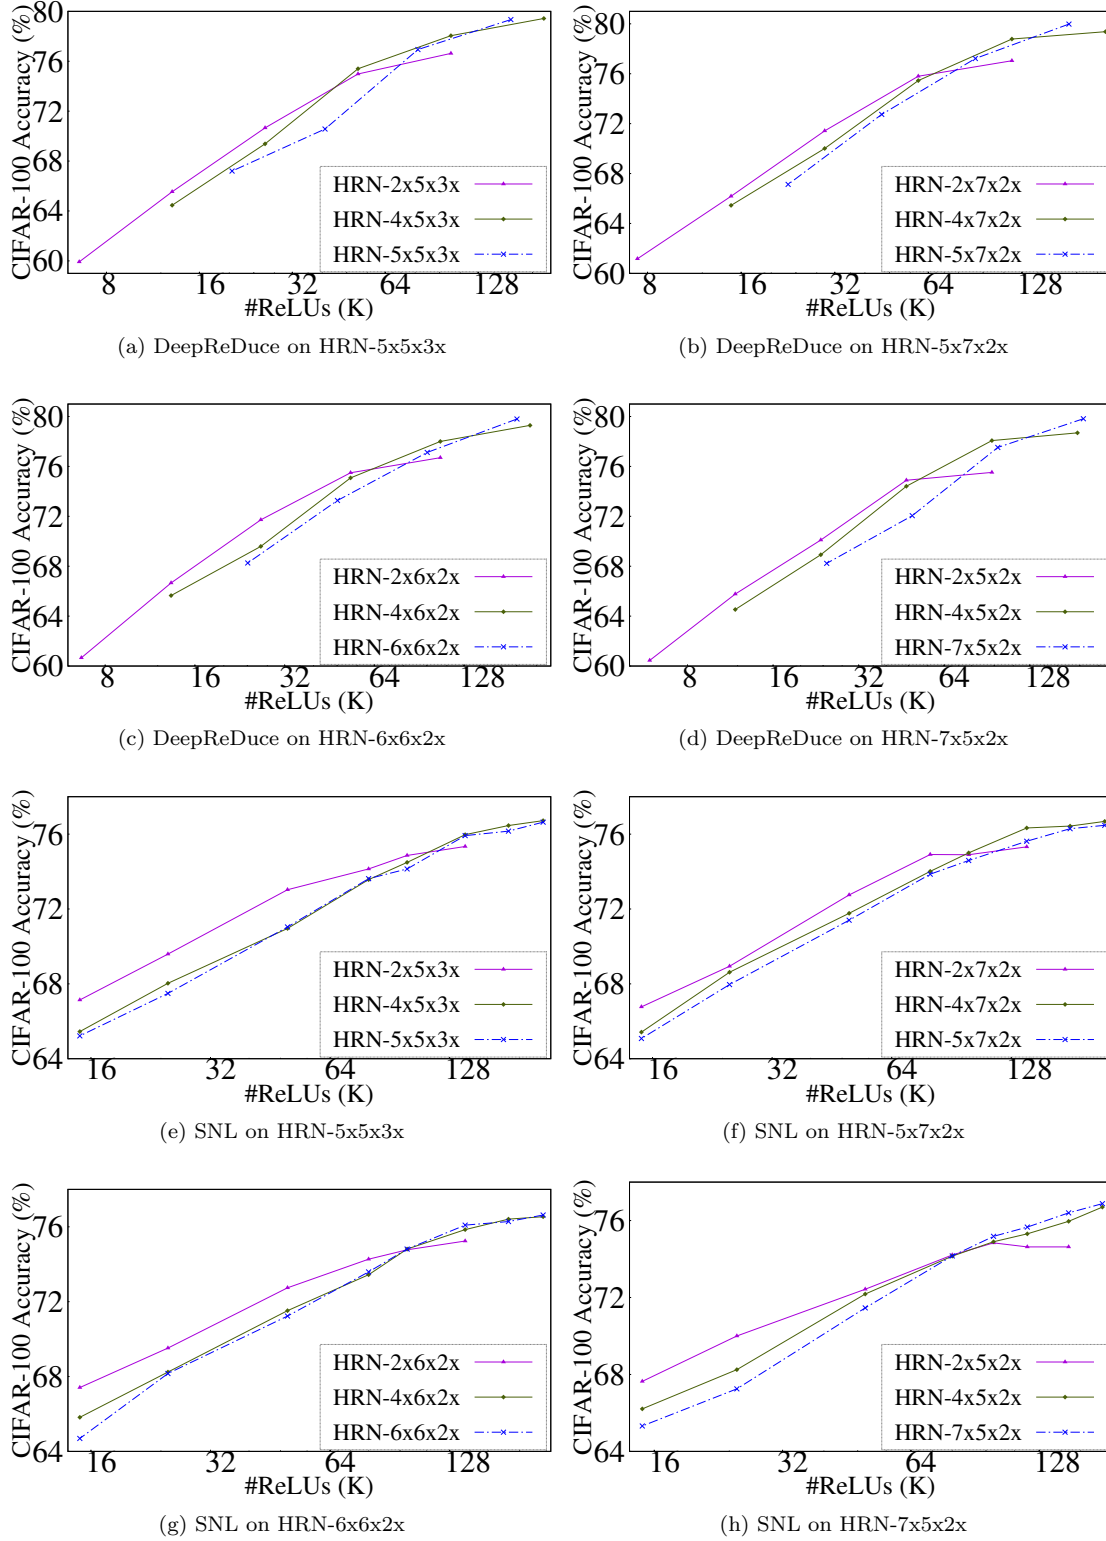 CIFAR-100 Accuracy (%)
80
76
72
68
64
60
HRN-2x5x3x
HRN-4x5x3x
HRN-5x5x3x
8 16 32 64 128
#ReLUs (K)
(a) DeepReDuce on HRN-5x5x3x
CIFAR-100 Accuracy (%)
80
76
72
68
64
60
HRN-2x7x2x
HRN-4x7x2x
HRN-5x7x2x
8 16 32 64 128
#ReLUs (K)
(b) DeepReDuce on HRN-5x7x2x
CIFAR-100 Accuracy (%)
80
76
72
68
64
60
HRN-2x6x2x
HRN-4x6x2x
HRN-6x6x2x
8 16 32 64 128
#ReLUs (K)
(c) DeepReDuce on HRN-6x6x2x
CIFAR-100 Accuracy (%)
80
76
72
68
64
60
HRN-2x5x2x
HRN-4x5x2x
HRN-7x5x2x
8 16 32 64 128
#ReLUs (K)
(d) DeepReDuce on HRN-7x5x2x
CIFAR-100 Accuracy (%)
76
72
68
64
HRN-2x5x3x
HRN-4x5x3x
HRN-5x5x3x
16 32 64 128
#ReLUs (K)
(e) SNL on HRN-5x5x3x
CIFAR-100 Accuracy (%)
76
72
68
64
HRN-2x7x2x
HRN-4x7x2x
HRN-5x7x2x
16 32 64 128
#ReLUs (K)
(f) SNL on HRN-5x7x2x
CIFAR-100 Accuracy (%)
76
72
68
64
HRN-2x6x2x
HRN-4x6x2x
HRN-6x6x2x
16 32 64 128
#ReLUs (K)
(g) SNL on HRN-6x6x2x
CIFAR-100 Accuracy (%)
76
72
68
64
HRN-2x5x2x
HRN-4x5x2x
HRN-7x5x2x
16 32 64 128
#ReLUs (K)
(h) SNL on HRN-7x5x2x